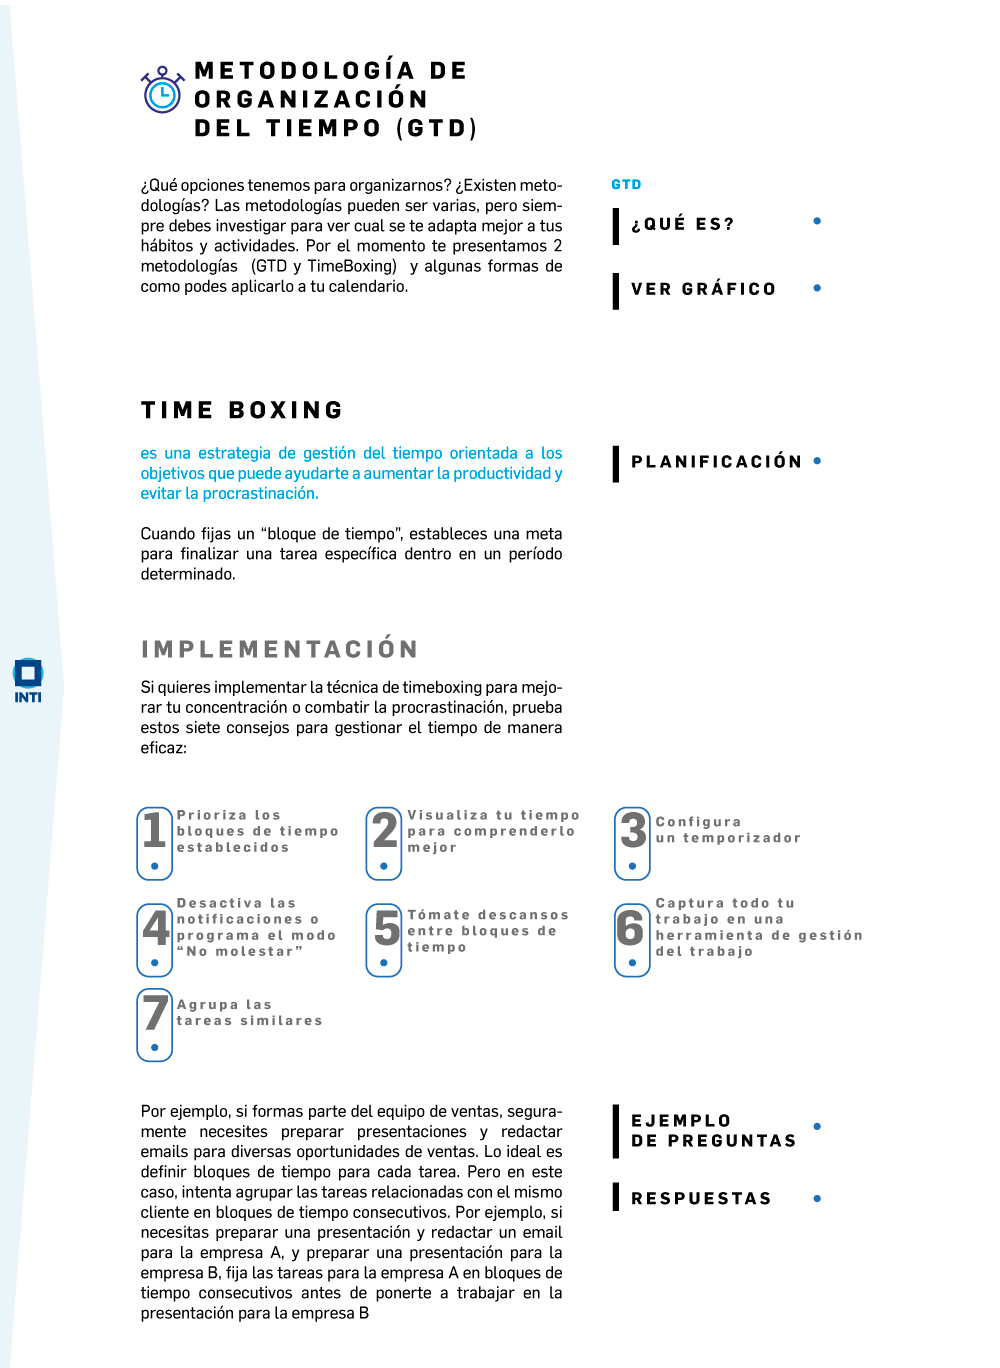 METODOLOGÍA DE
ORGANIZACIÓN
DEL TIEMPO (GTD)
¿Qué opciones tenemos para organizarnos? ¿Existen meto-
dologías? Las metodologías pueden ser varias, pero siem-
pre debes investigar para ver cual se te adapta mejor a tus
hábitos y actividades. Por el momento te presentamos 2
metodologías (GTD y TimeBoxing) y algunas formas de
como podes aplicarlo a tu calendario.
GTD
¿QUÉ ES?
VER GRÁFICO
TIME BOXING
es una estrategia de gestión del tiempo orientada a los
objetivos que puede ayudarte a aumentar la productividad y
evitar la procrastinación.
PLANIFICACIÓN
Cuando fijas un “bloque de tiempo”, estableces una meta
para finalizar una tarea específica dentro en un período
determinado.
IMPLEMENTACIÓN
Si quieres implementar la técnica de timeboxing para mejo-
rar tu concentración o combatir la procrastinación, prueba
estos siete consejos para gestionar el tiempo de manera
eficaz:
INTI
1
Prioriza los
bloques de tiempo
establecidos
2
Visualiza tu tiempo
para comprenderlo
mejor
3
Configura
un temporizador
4
Desactiva las
notificaciones o
programa el modo
“No molestar”
5
Tómate descansos
entre bloques de
tiempo
6
Captura todo tu
trabajo en una
herramienta de gestión
del trabajo
7
Agrupa las
tareas similares
Por ejemplo, si formas parte del equipo de ventas, segura-
mente necesites preparar presentaciones y redactar
emails para diversas oportunidades de ventas. Lo ideal es
definir bloques de tiempo para cada tarea. Pero en este
caso, intenta agrupar las tareas relacionadas con el mismo
cliente en bloques de tiempo consecutivos. Por ejemplo, si
necesitas preparar una presentación y redactar un email
para la empresa A, y preparar una presentación para la
empresa B, fija las tareas para la empresa A en bloques de
tiempo consecutivos antes de ponerte a trabajar en la
presentación para la empresa B
EJEMPLO
DE PREGUNTAS
RESPUESTAS